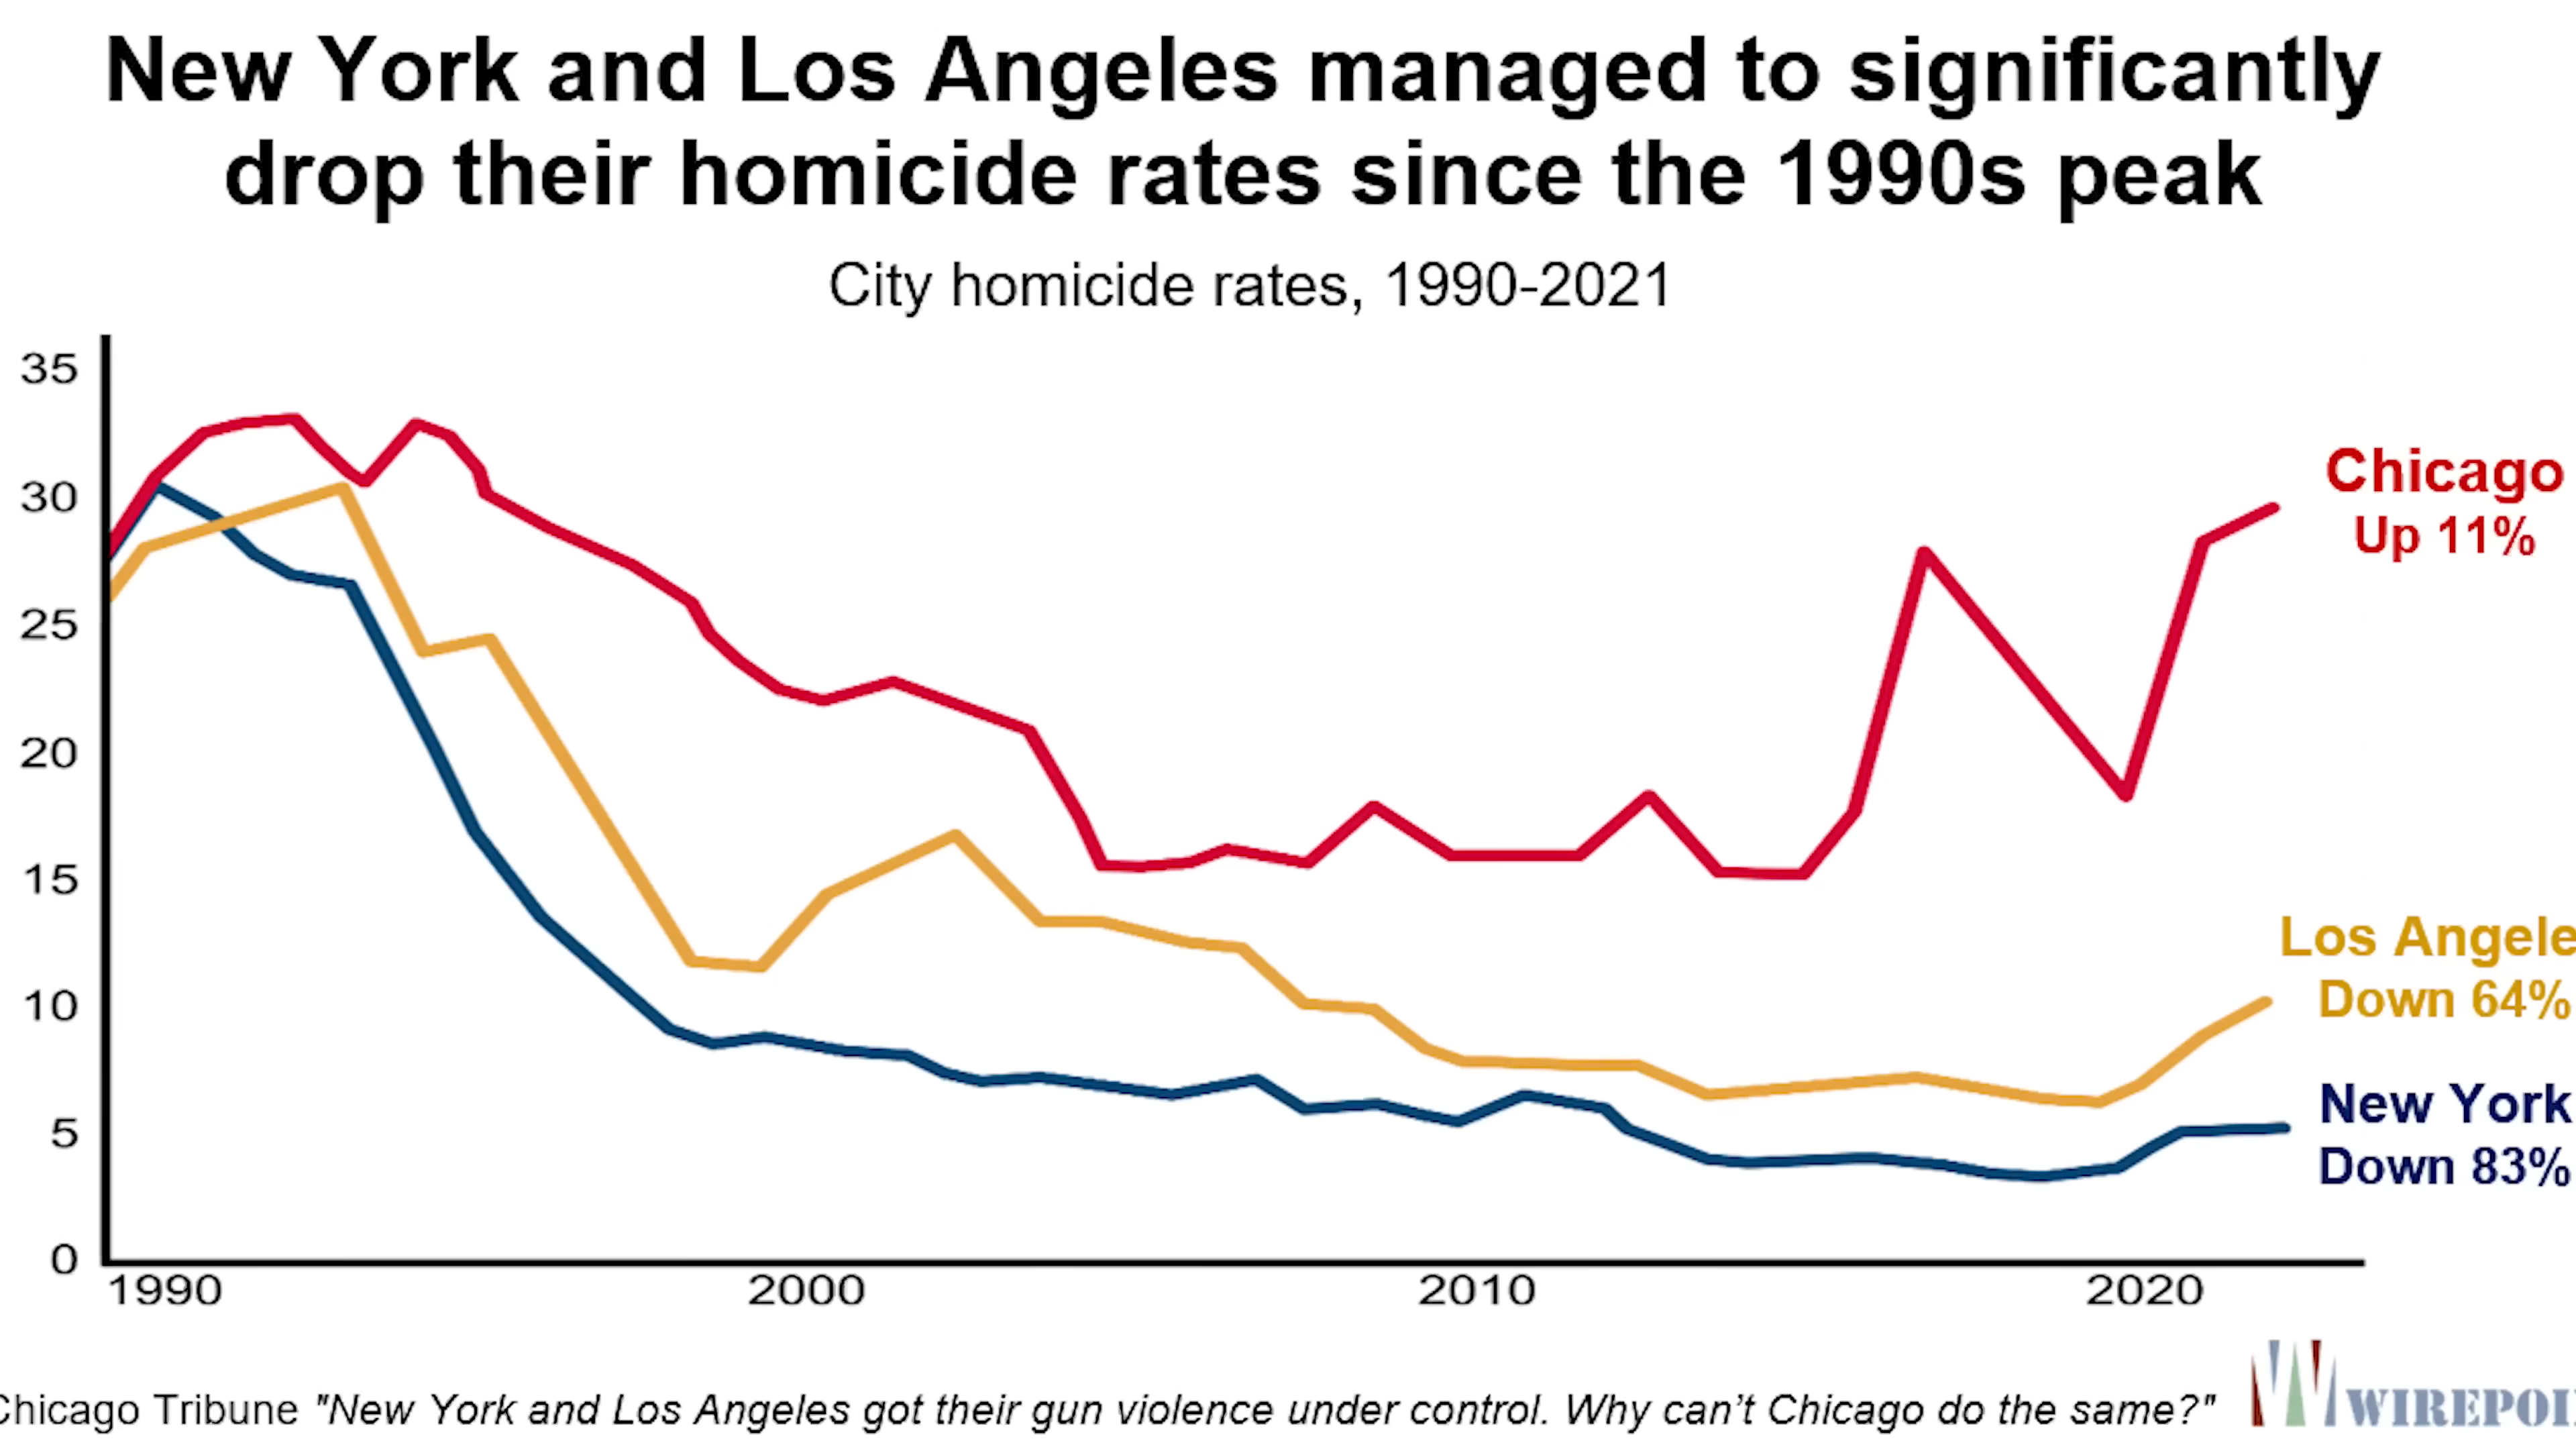 New York and Los Angeles managed to significantly
drop their homicide rates since the 1990s peak
City homicide rates, 1990-2021
35
30
25
20
15
10
5
0
Chicago
Up 11%
Los Angele
Down 64%
New York
Down 83%
1990
2000
2010
2020
Chicago Tribune "New York and Los Angeles got their gun violence under control. Why can’t Chicago do the same?"
WIREPOI